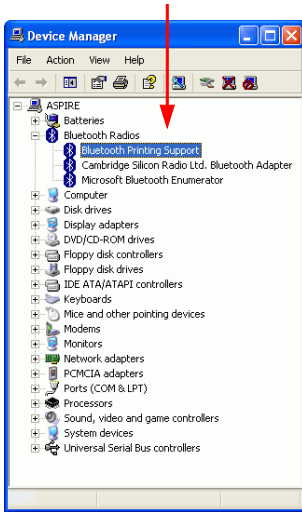 Device Manager
File Action View Help
ASPIRE
Batteries
Bluetooth Radios
Bluetooth Printing Support
Cambridge Silicon Radio Ltd. Bluetooth Adapter
Microsoft Bluetooth Enumerator
Computer
Disk drives
Display adapters
DVD/CD-ROM drives
Floppy disk controllers
Floppy disk drives
IDE ATA/ATAPI controllers
Keyboards
Mice and other pointing devices
Modems
Monitors
Network adapters
PCMCIA adapters
Ports (COM & LPT)
Processors
Sound, video and game controllers
System devices
Universal Serial Bus controllers